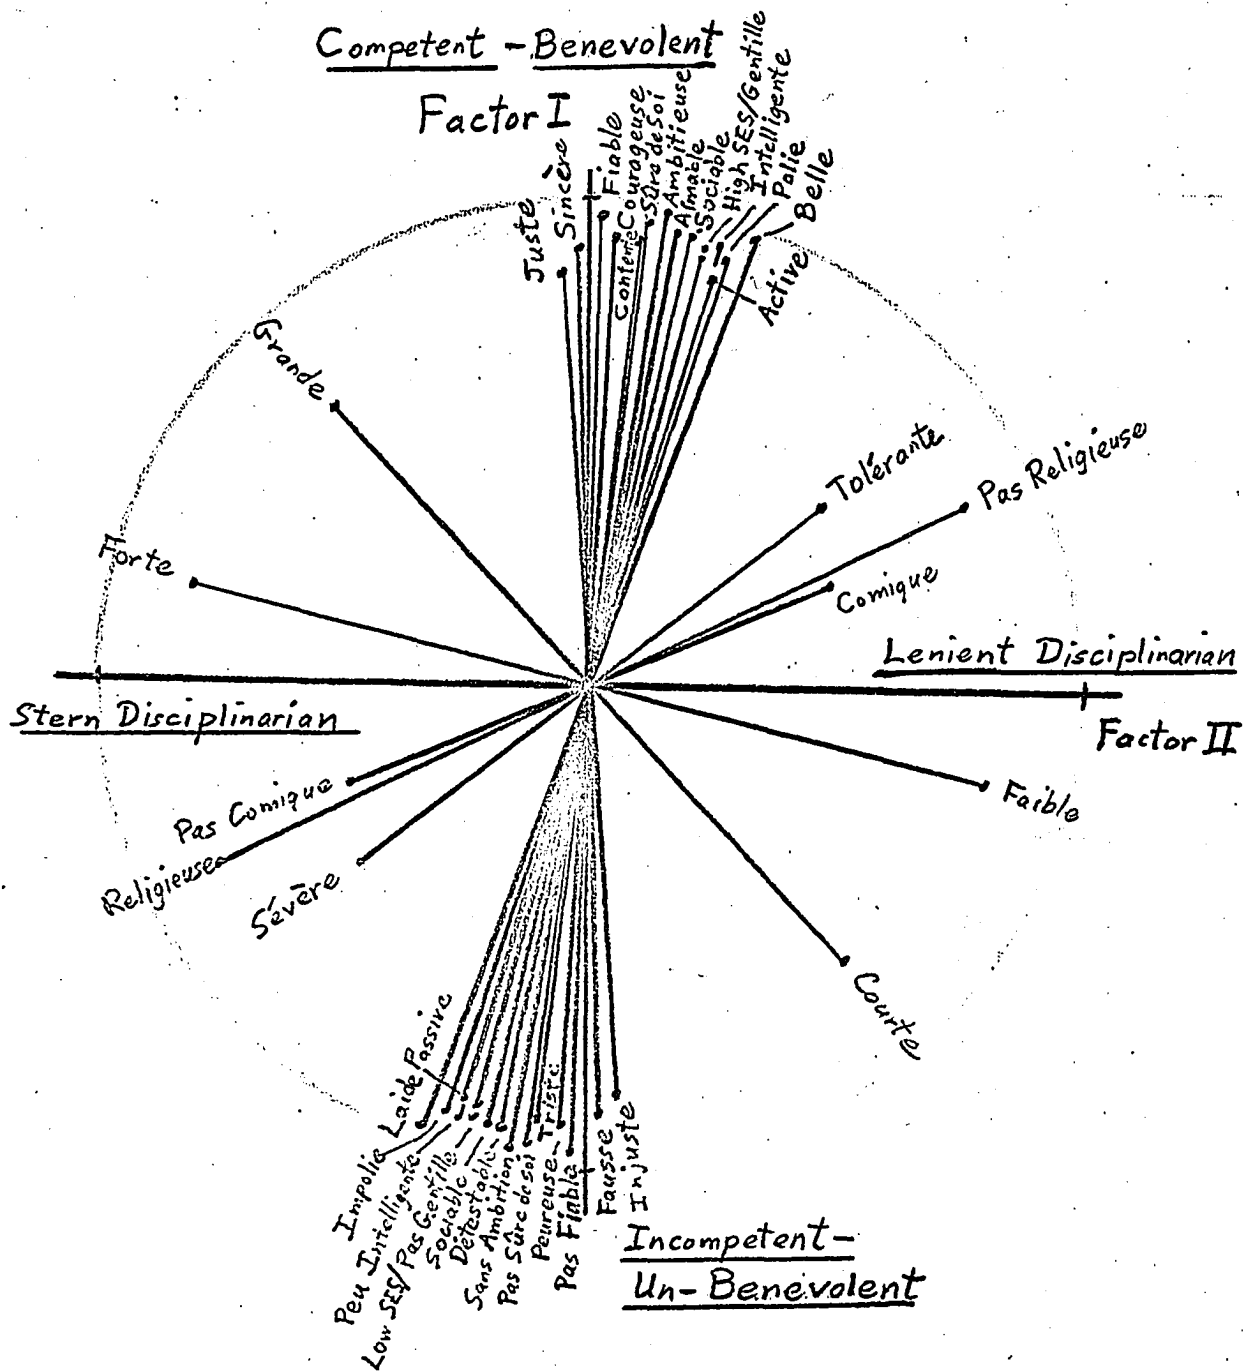 Competent - Benevolent
Factor I
Juste
Sincère
Fiable
Contente
Courageuse
Sûre de Soi
Ambitieuse
Aimable
Sociable
High SES/Gentille
Intelligente
Polie
Belle
Active
Grande
Forte
Tolérante
Pas Religieuse
Comique
Lenient Disciplinarian
Factor II
Stern Disciplinarian
Faible
Pas Comique
Religieuse
Sévère
Courte
Passive
Laide
Impolie
Peu Intelligente
Low SES/Pas Gentille
Sociable
Détestable
Sans Ambition
Pas Sûre de soi
Triste
Peureuse
Pas Fiable
Fausse
Injuste
Incompetent-
Un-Benevolent